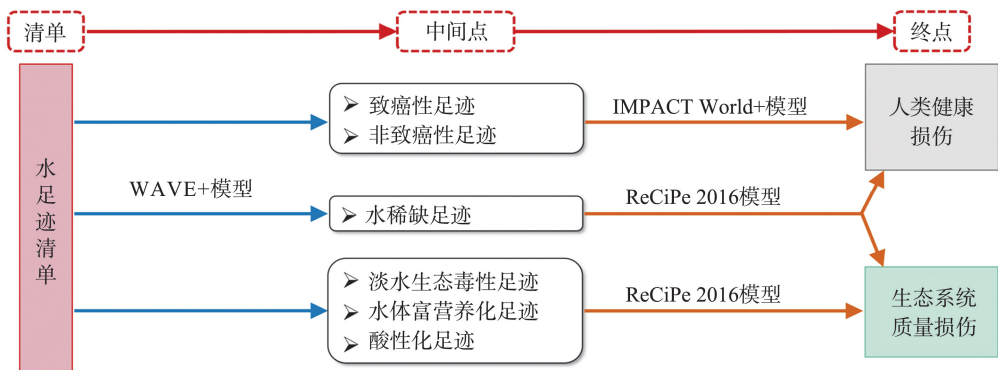 清单
中间点
终点
水足迹清单
WAVE+模型
➢ 致癌性足迹
➢ 非致癌性足迹
➢ 水稀缺足迹
➢ 淡水生态毒性足迹
➢ 水体富营养化足迹
➢ 酸性化足迹
IMPACT World+模型
ReCiPe 2016模型
ReCiPe 2016模型
人类健康
损伤
生态系统
质量损伤